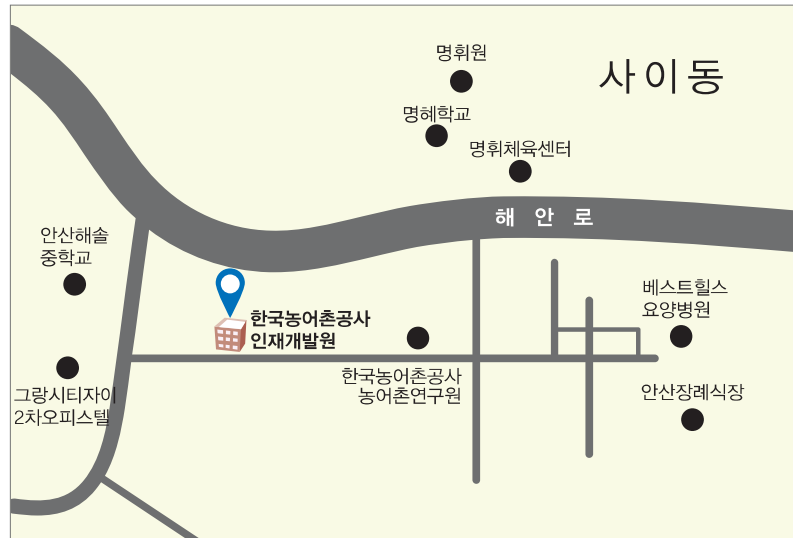 명휘원
사이동
명혜학교
명휘체육센터
해 안 로
안산해솔
중학교
베스트힐스
요양병원
한국농어촌공사
인재개발원
한국농어촌공사
농어촌연구원
그랑시티자이
2차오피스텔
안산장례식장